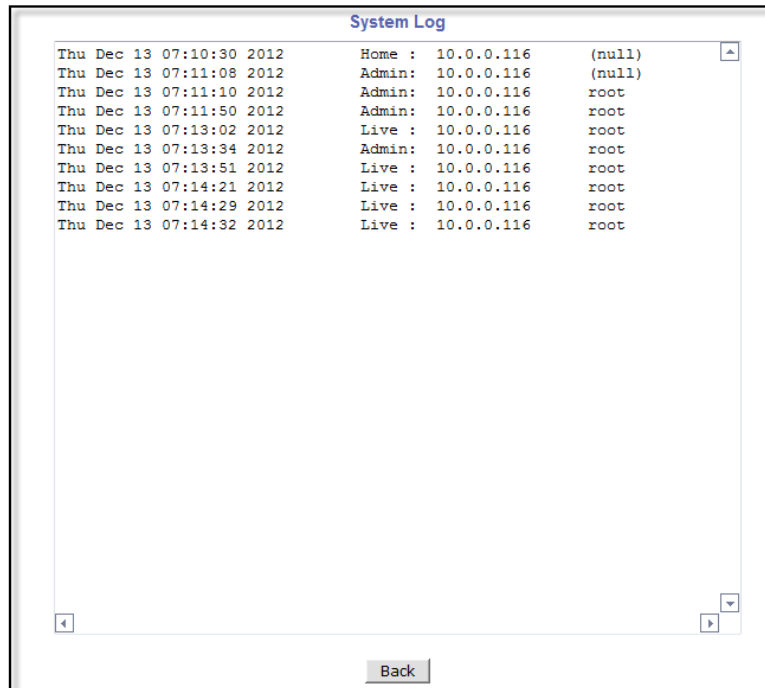 System Log
Thu Dec 13 07:10:30 2012 Home : 10.0.0.116 (null)
Thu Dec 13 07:11:08 2012 Admin: 10.0.0.116 (null)
Thu Dec 13 07:11:10 2012 Admin: 10.0.0.116 root
Thu Dec 13 07:11:50 2012 Admin: 10.0.0.116 root
Thu Dec 13 07:13:02 2012 Live : 10.0.0.116 root
Thu Dec 13 07:13:34 2012 Admin: 10.0.0.116 root
Thu Dec 13 07:13:51 2012 Live : 10.0.0.116 root
Thu Dec 13 07:14:21 2012 Live : 10.0.0.116 root
Thu Dec 13 07:14:29 2012 Live : 10.0.0.116 root
Thu Dec 13 07:14:32 2012 Live : 10.0.0.116 root
Back